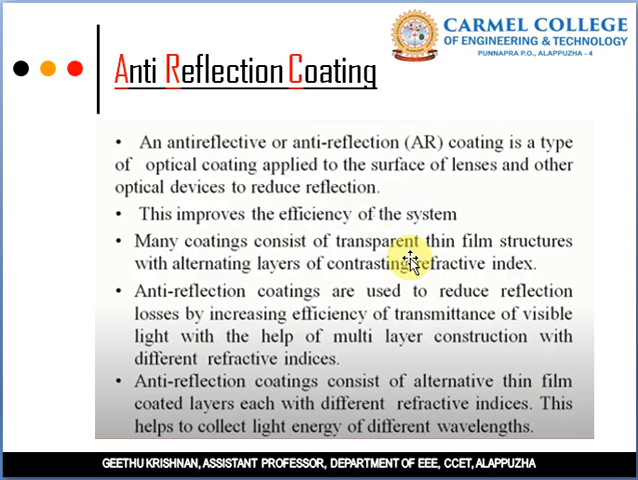 CARMEL COLLEGE
OF ENGINEERING & TECHNOLOGY
PUNNAPRA P.O., ALAPPUZHA - 4
Anti Reflection Coating
• An antireflective or anti-reflection (AR) coating is a type
of optical coating applied to the surface of lenses and other
optical devices to reduce reflection.
• This improves the efficiency of the system
• Many coatings consist of transparent thin film structures
with alternating layers of contrasting refractive index.
• Anti-reflection coatings are used to reduce reflection
losses by increasing efficiency of transmittance of visible
light with the help of multi layer construction with
different refractive indices.
• Anti-reflection coatings consist of alternative thin film
coated layers each with different refractive indices. This
helps to collect light energy of different wavelengths.
GEETHU KRISHNAN, ASSISTANT PROFESSOR, DEPARTMENT OF EEE, CCET, ALAPPUZHA